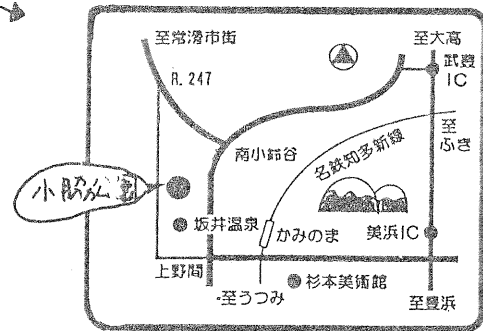 至常滑市街
至大高
武豊
IC
R. 247
至
ふき
南小鈴谷
名鉄知多新線
小脇公園
坂井温泉
かみのま
美浜IC
上野間
杉本美術館
至うつみ
至豊浜